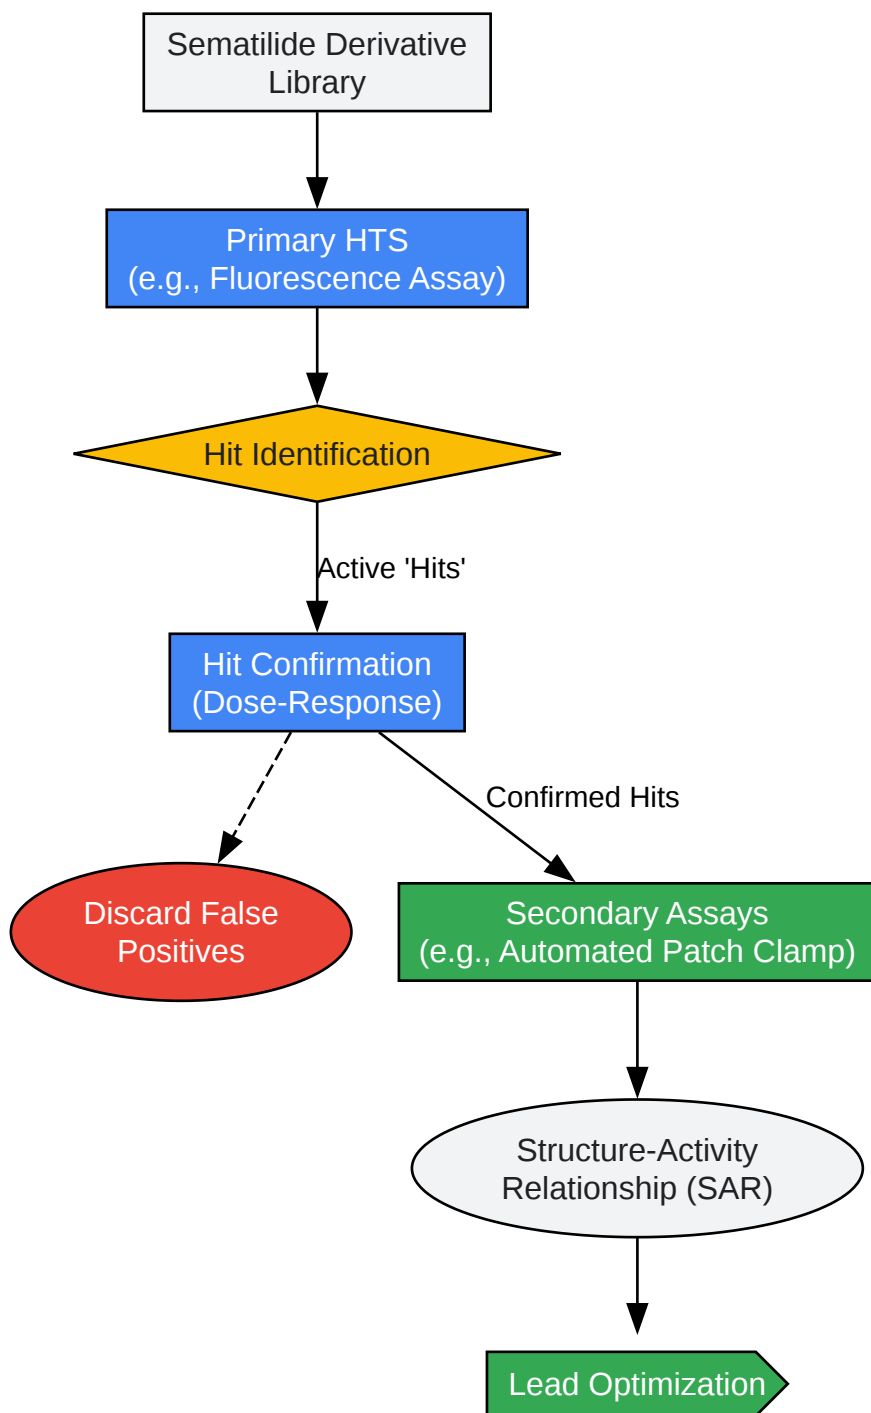 Sematilide Derivative
Library
Primary HTS
(e.g., Fluorescence Assay)
Hit Identification
Active 'Hits'
Hit Confirmation
(Dose-Response)
Confirmed Hits
Discard False
Positives
Secondary Assays
(e.g., Automated Patch Clamp)
Structure-Activity
Relationship (SAR)
Lead Optimization